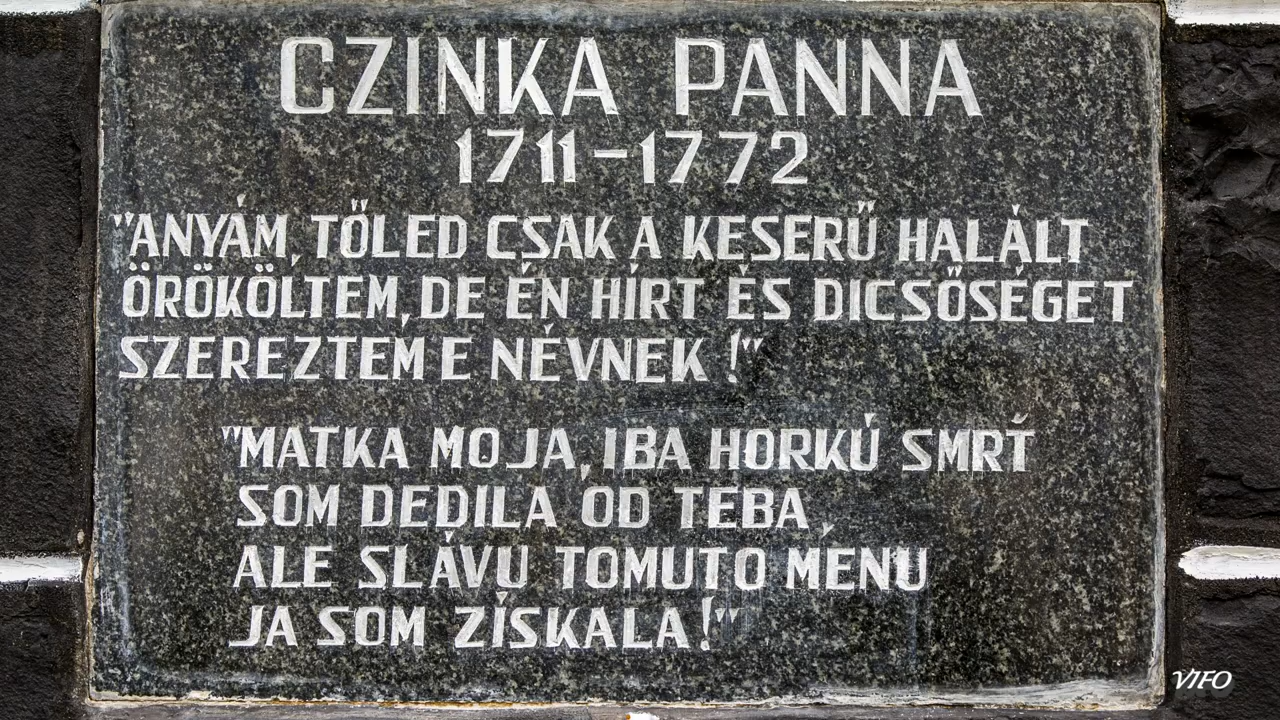 CZINKA PANNA
1711-1772
"ANYÁM, TŐLED CSAK A KESERŰ HALÁLT
ÖRÖKÖLTEM, DE ÉN HÍRT ÉS DICSŐSÉGET
SZEREZTEM E NÉVNEK !"
"MATKA MOJA, IBA HORKÚ SMRŤ
SOM DEDILA OD TEBA,
ALE SLÁVU TOMUTO MÉNU
JA SOM ZÍSKALA!"
VIFO